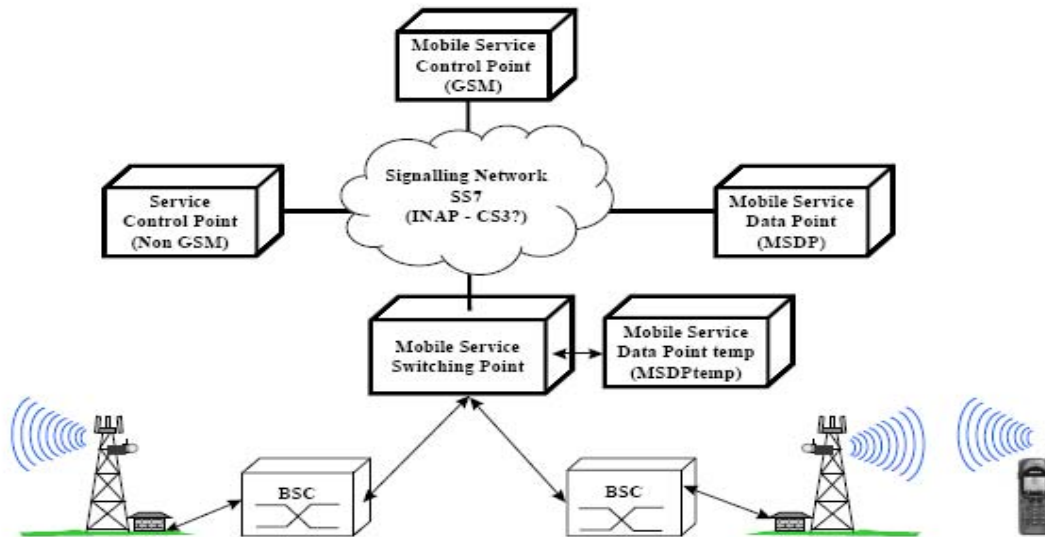 Mobile Service
Control Point
(GSM)
Signalling Network
SS7
(INAP - CS3?)
Service
Control Point
(Non GSM)
Mobile Service
Data Point
(MSDP)
Mobile Service
Switching Point
Mobile Service
Data Point temp
(MSDPtemp)
BSC
BSC